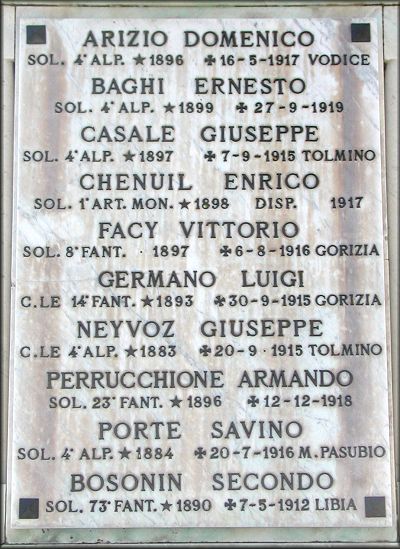 ARIZIO DOMENICO
SOL. 4° ALP. ★ 1896 ✠ 16-5-1917 VODICE
BAGHI ERNESTO
SOL. 4° ALP. ★ 1899 ✠ 27-9-1919
CASALE GIUSEPPE
SOL. 4° ALP. ★ 1897 ✠ 7-9-1915 TOLMINO
CHENUIL ENRICO
SOL. 1° ART. MON. ★ 1898 DISP. 1917
FACY VITTORIO
SOL. 8° FANT. · 1897 ✠ 6-8-1916 GORIZIA
GERMANO LUIGI
C.LE 14° FANT. ★ 1893 ✠ 30-9-1915 GORIZIA
NEYVOZ GIUSEPPE
C.LE 4° ALP. ★ 1883 ✠ 20-9-1915 TOLMINO
PERRUCCHIONE ARMANDO
SOL. 23° FANT. ★ 1896 ✠ 12-12-1918
PORTE SAVINO
SOL. 4° ALP. ★ 1884 ✠ 20-7-1916 M. PASUBIO
BOSONIN SECONDO
SOL. 73° FANT. ★ 1890 ✠ 7-5-1912 LIBIA